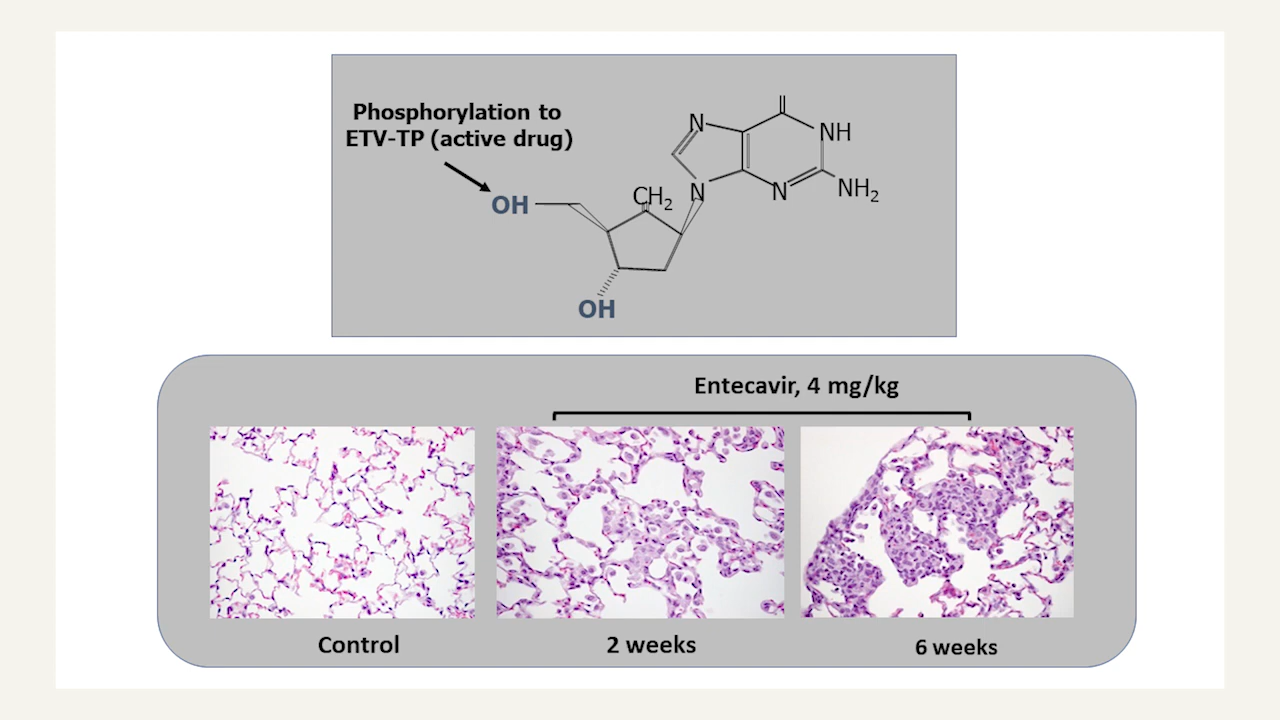 Phosphorylation to
ETV-TP (active drug)
N
NH
OH
CH2
N
N
NH2
OH
Entecavir, 4 mg/kg
Control
2 weeks
6 weeks